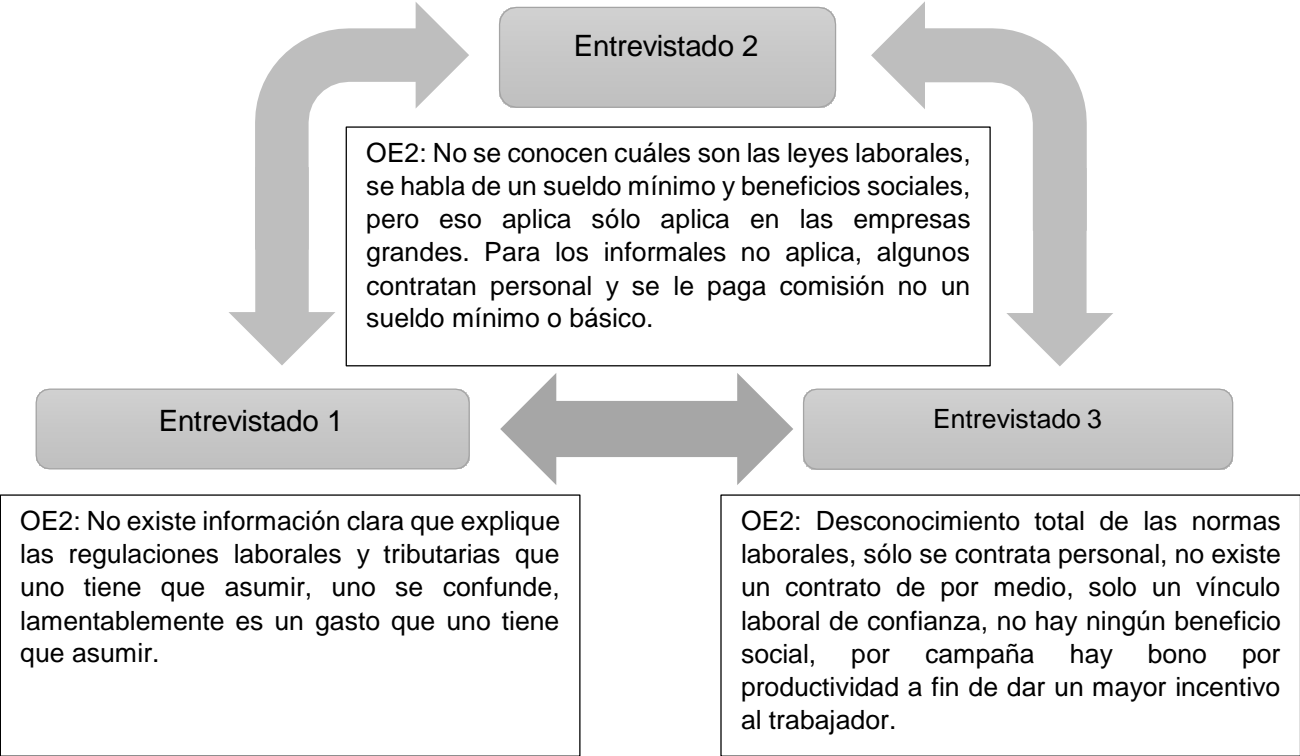 Entrevistado 2
OE2: No se conocen cuáles son las leyes laborales,
se habla de un sueldo mínimo y beneficios sociales,
pero eso aplica sólo aplica en las empresas
grandes. Para los informales no aplica, algunos
contratan personal y se le paga comisión no un
sueldo mínimo o básico.
Entrevistado 1
OE2: No existe información clara que explique
las regulaciones laborales y tributarias que
uno tiene que asumir, uno se confunde,
lamentablemente es un gasto que uno tiene
que asumir.
Entrevistado 3
OE2: Desconocimiento total de las normas
laborales, sólo se contrata personal, no existe
un contrato de por medio, solo un vínculo
laboral de confianza, no hay ningún beneficio
social, por campaña hay bono por
productividad a fin de dar un mayor incentivo
al trabajador.